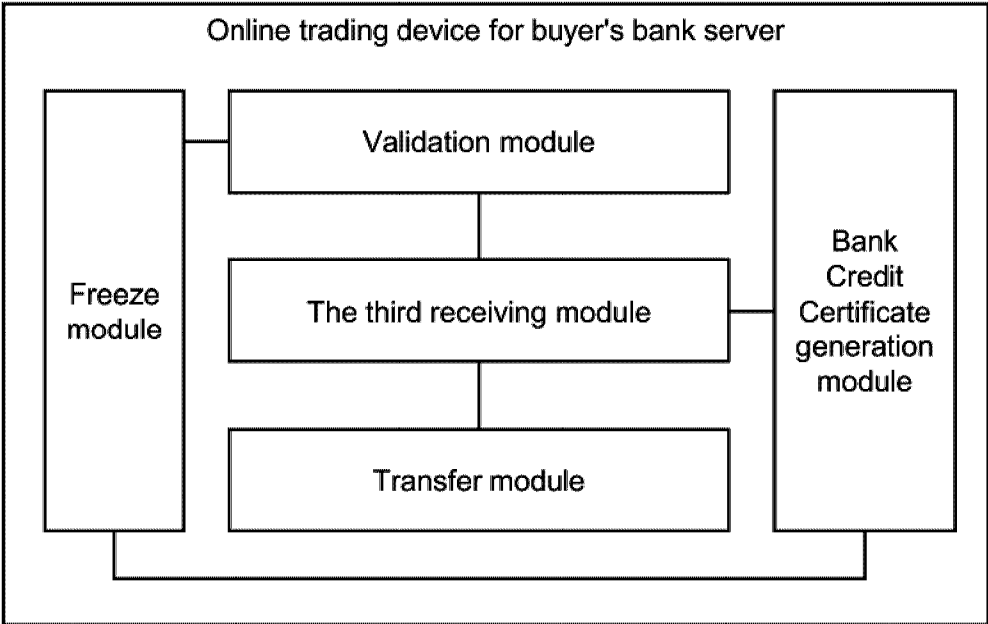 Online trading device for buyer's bank server
Freeze
module
Validation module
The third receiving module
Transfer module
Bank
Credit
Certificate
generation
module